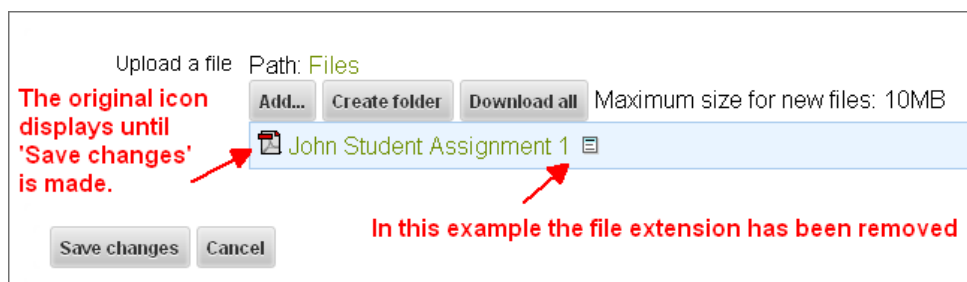 Upload a file Path: Files
The original icon
displays until
'Save changes'
is made.
Add... Create folder Download all Maximum size for new files: 10MB
John Student Assignment 1
In this example the file extension has been removed
Save changes Cancel